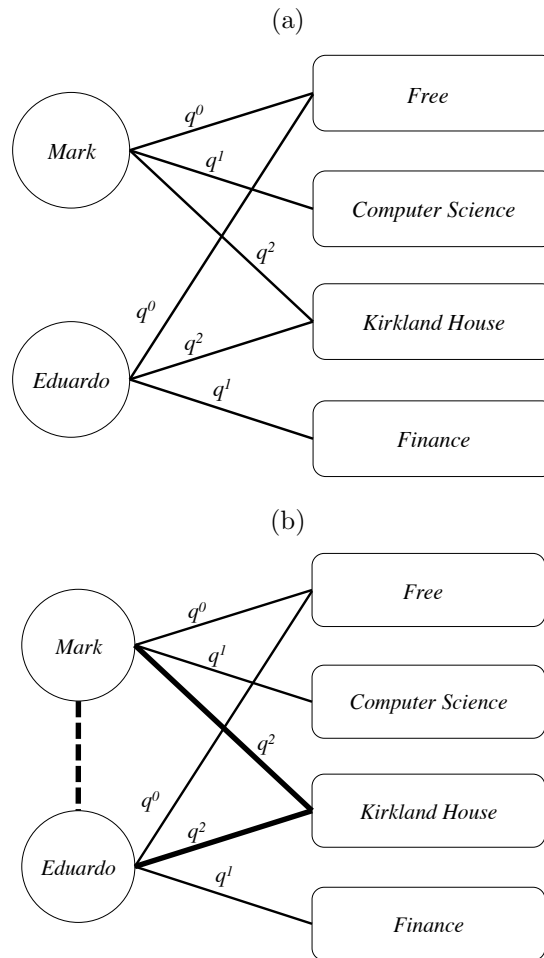 (a)
Free
q⁰
Mark
q¹
Computer Science
q²
q⁰
Kirkland House
q²
Eduardo
q¹
Finance
(b)
Free
q⁰
Mark
q¹
Computer Science
q²
q⁰
Kirkland House
q²
Eduardo
q¹
Finance